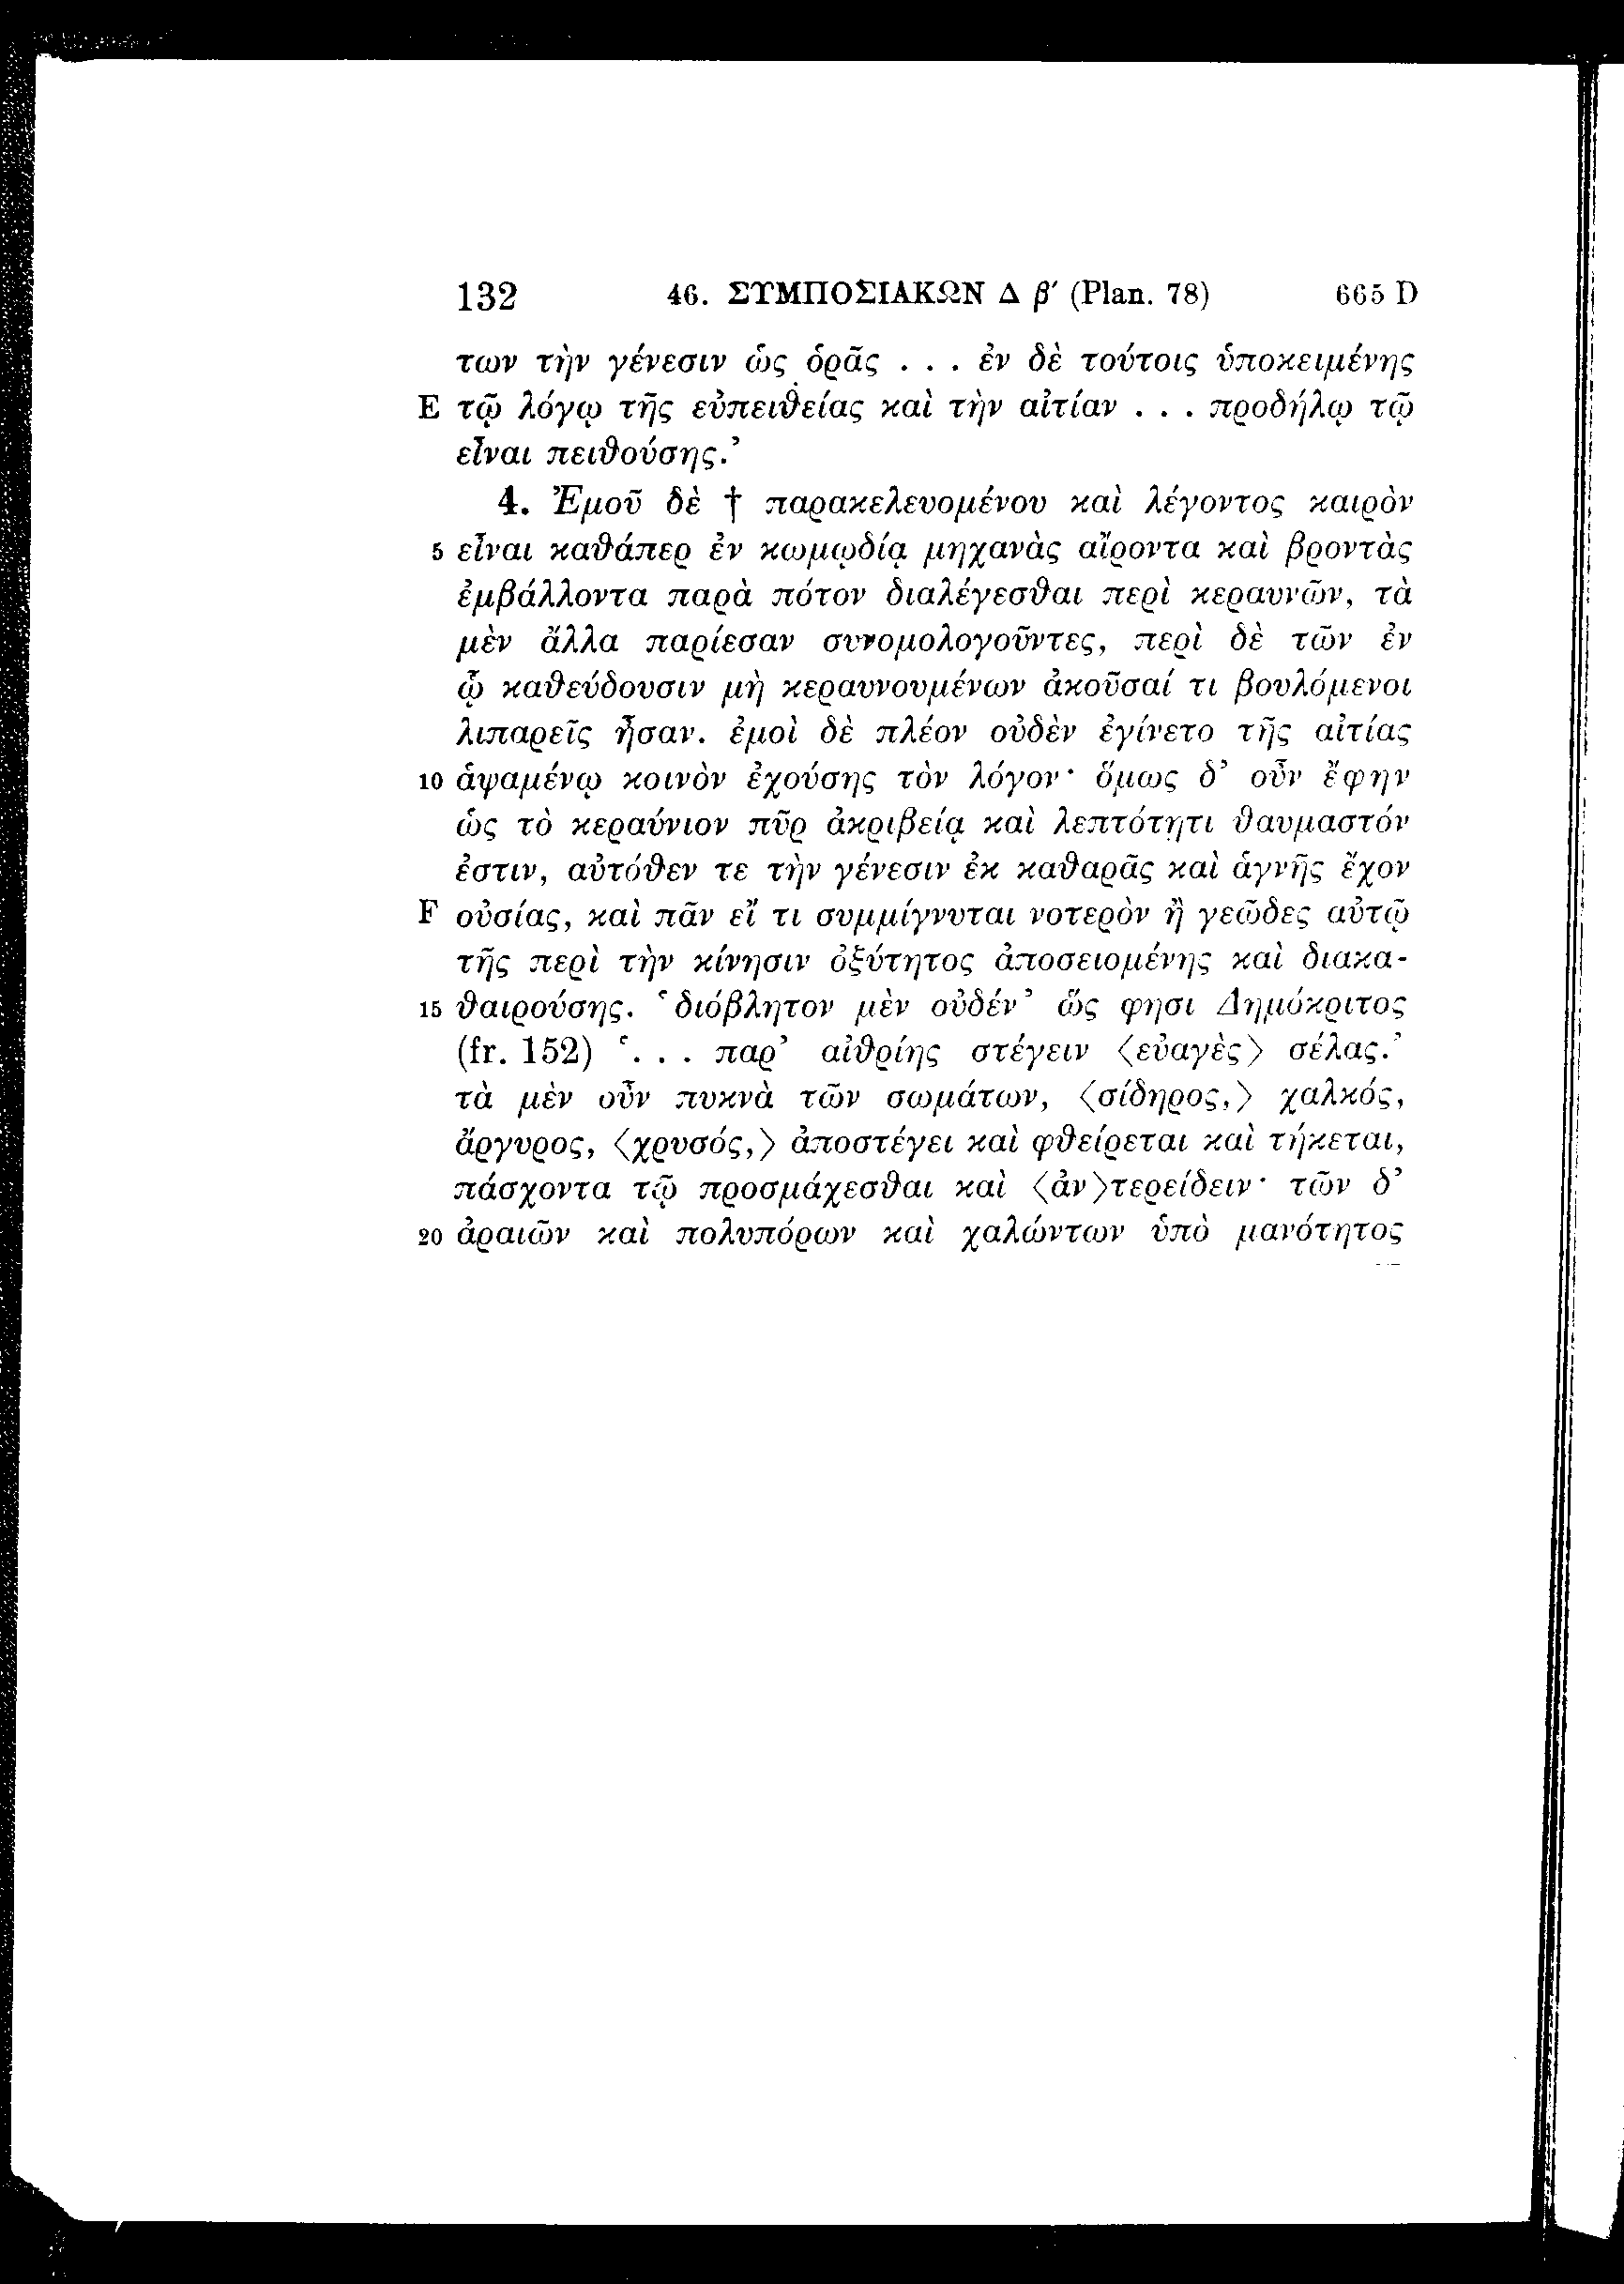 132 46. ΣΥΜΠΟΣΙΑΚΩΝ Δ β′ (Plan. 78) 665 D
των τὴν γένεσιν ὡς ὁρᾷς . . . ἐν δὲ τούτοις ὑποκειμένης
E τῷ λόγῳ τῆς εὐπειθείας καὶ τὴν αἰτίαν . . . προδήλῳ τῷ
εἶναι πειθούσης.’
4. Ἐμοῦ δὲ † παρακελευομένου καὶ λέγοντος καιρὸν
5 εἶναι καθάπερ ἐν κωμῳδίᾳ μηχανὰς αἴροντα καὶ βροντὰς
ἐμβάλλοντα παρὰ πότον διαλέγεσθαι περὶ κεραυνῶν, τὰ
μὲν ἄλλα παρίεσαν συνομολογοῦντες, περὶ δὲ τῶν ἐν
ᾧ καθεύδουσιν μὴ κεραυνουμένων ἀκοῦσαί τι βουλόμενοι
λιπαρεῖς ἦσαν. ἐμοὶ δὲ πλέον οὐδὲν ἐγίνετο τῆς αἰτίας
10 ἁψαμένῳ κοινὸν ἐχούσης τὸν λόγον· ὅμως δ’ οὖν ἔφην
ὡς τὸ κεραύνιον πῦρ ἀκριβείᾳ καὶ λεπτότητι θαυμαστόν
ἐστιν, αὐτόθεν τε τὴν γένεσιν ἐκ καθαρᾶς καὶ ἁγνῆς ἔχον
F οὐσίας, καὶ πᾶν εἴ τι συμμίγνυται νοτερὸν ἢ γεῶδες αὐτῷ
τῆς περὶ τὴν κίνησιν ὀξύτητος ἀποσειομένης καὶ διακα-
15 θαιρούσης. ‘διόβλητον μὲν οὐδέν’ ὥς φησι Δημόκριτος
(fr. 152) ‘. . . παρ’ αἰθρίης στέγειν ⟨εὐαγὲς⟩ σέλας.’
τὰ μὲν οὖν πυκνὰ τῶν σωμάτων, ⟨σίδηρος,⟩ χαλκός,
ἄργυρος, ⟨χρυσός,⟩ ἀποστέγει καὶ φθείρεται καὶ τήκεται,
πάσχοντα τῷ προσμάχεσθαι καὶ ⟨ἀν⟩τερείδειν· τῶν δ’
20 ἀραιῶν καὶ πολυπόρων καὶ χαλώντων ὑπὸ μανότητος